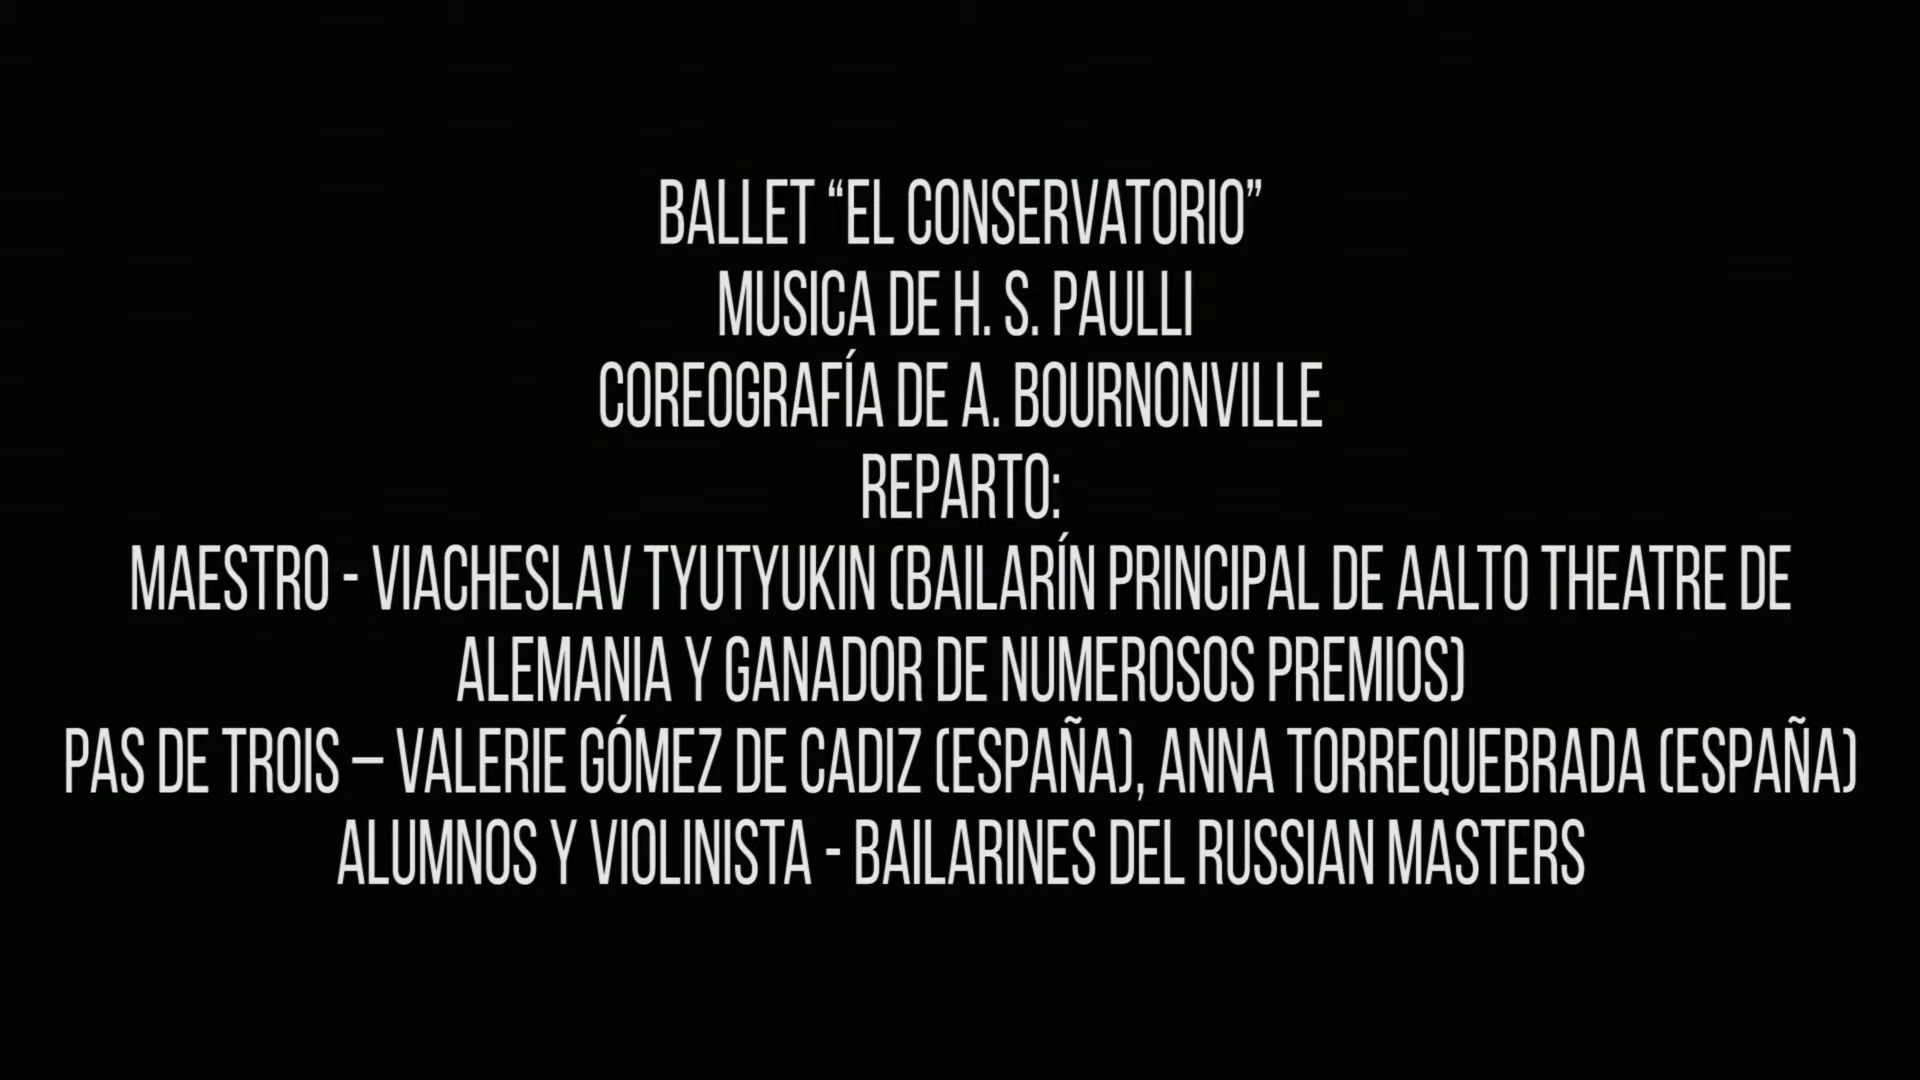 BALLET “EL CONSERVATORIO”
MUSICA DE H. S. PAULLI
COREOGRAFÍA DE A. BOURNONVILLE
REPARTO:
MAESTRO - VIACHESLAV TYUTYUKIN (BAILARÍN PRINCIPAL DE AALTO THEATRE DE
ALEMANIA Y GANADOR DE NUMEROSOS PREMIOS)
PAS DE TROIS – VALERIE GÓMEZ DE CADIZ (ESPAÑA), ANNA TORREQUEBRADA (ESPAÑA)
ALUMNOS Y VIOLINISTA - BAILARINES DEL RUSSIAN MASTERS